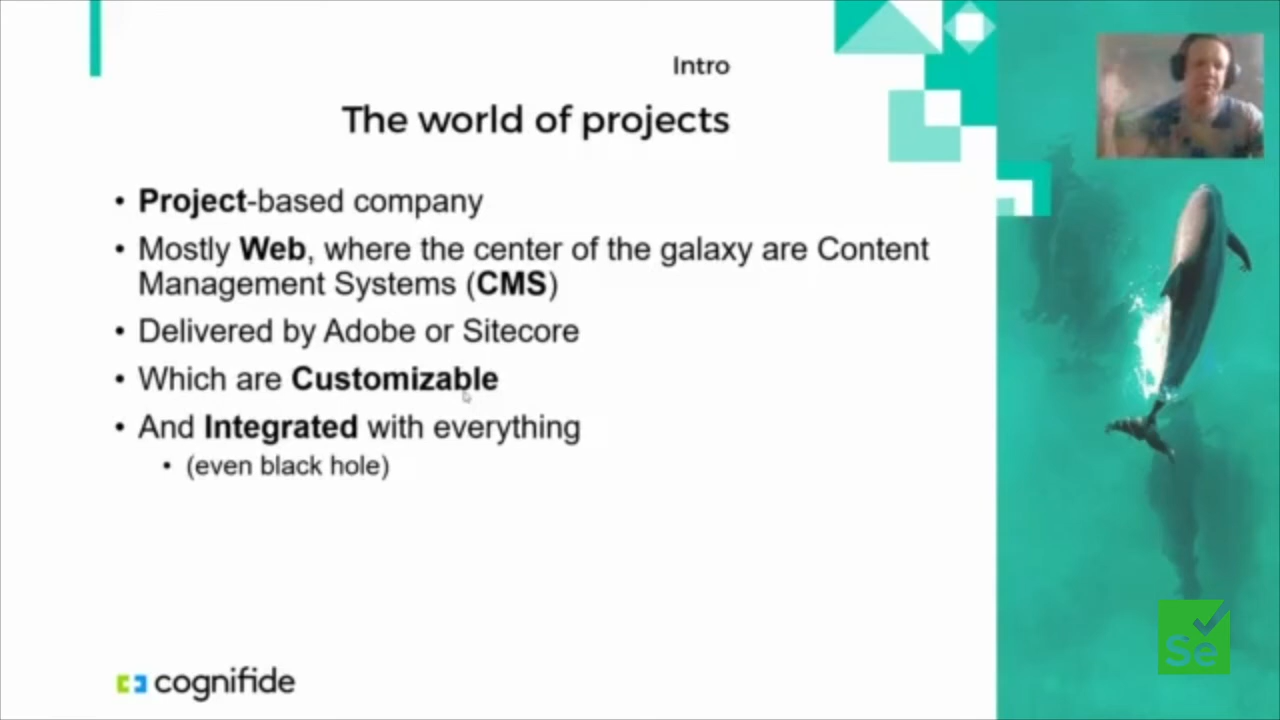 Intro
The world of projects
• Project-based company
• Mostly Web, where the center of the galaxy are Content
Management Systems (CMS)
• Delivered by Adobe or Sitecore
• Which are Customizable
• And Integrated with everything
• (even black hole)
cognifide
Se